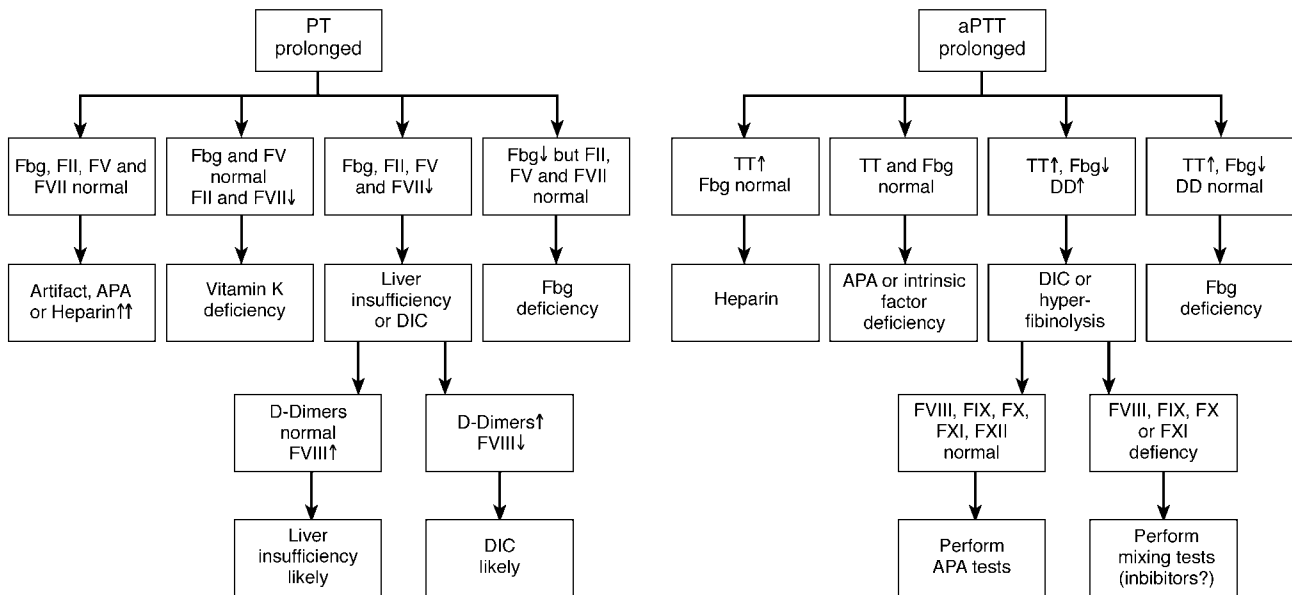 PT
prolonged
Fbg, FII, FV and
FVII normal
Fbg and FV
normal
FII and FVII↓
Fbg, FII, FV
and FVII↓
Fbg↓ but FII,
FV and FVII
normal
Artifact, APA
or Heparin↑↑
Vitamin K
deficiency
Liver
insufficiency
or DIC
Fbg
deficiency
D-Dimers
normal
FVIII↑
D-Dimers↑
FVIII↓
Liver
insufficiency
likely
DIC
likely
aPTT
prolonged
TT↑
Fbg normal
TT and Fbg
normal
TT↑, Fbg↓
DD↑
TT↑, Fbg↓
DD normal
Heparin
APA or intrinsic
factor
deficiency
DIC or
hyper-
fibinolysis
Fbg
deficiency
FVIII, FIX, FX,
FXI, FXII
normal
FVIII, FIX, FX
or FXI
defiency
Perform
APA tests
Perform
mixing tests
(inbibitors?)